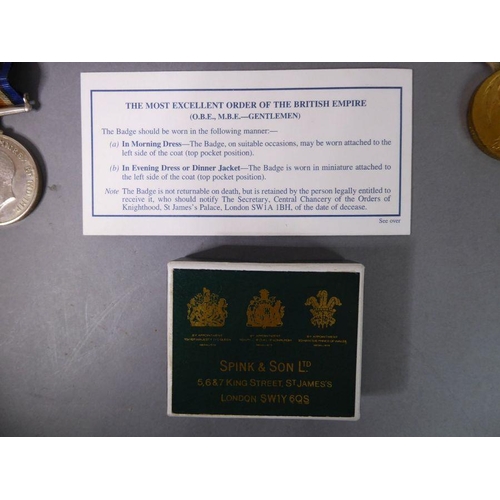 THE MOST EXCELLENT ORDER OF THE BRITISH EMPIRE
(O.B.E., M.B.E.—GENTLEMEN)
The Badge should be worn in the following manner:—
(a) In Morning Dress—The Badge, on suitable occasions, may be worn attached to
the left side of the coat (top pocket position).
(b) In Evening Dress or Dinner Jacket—The Badge is worn in miniature attached to
the left side of the coat (top pocket position).
Note The Badge is not returnable on death, but is retained by the person legally entitled to
receive it, who should notify The Secretary, Central Chancery of the Orders of
Knighthood, St James's Palace, London SW1A 1BH, of the date of decease.
See over
SPINK & SON LTD
5, 6 & 7 KING STREET, ST JAMES'S
LONDON SW1Y 6QS